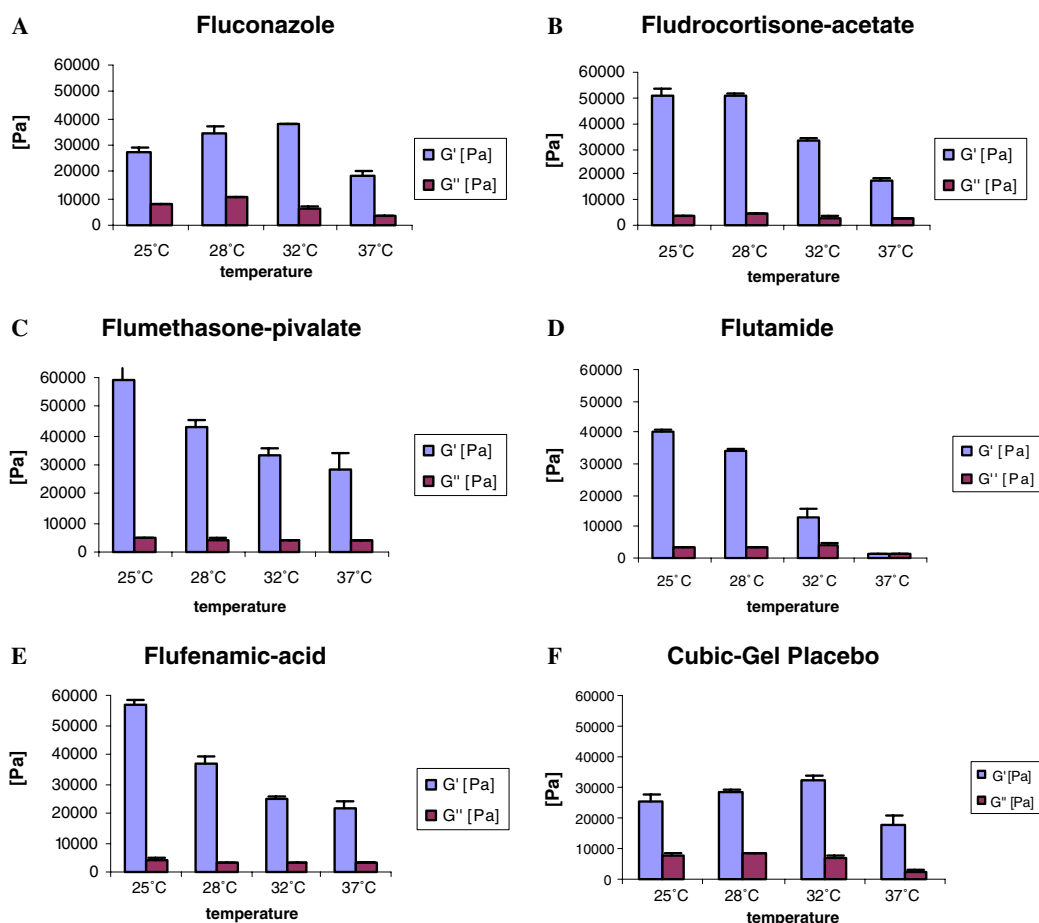 A Fluconazole
60000
50000
40000
30000
20000
10000
0
[Pa]
25˚C 28˚C 32˚C 37˚C
temperature
G' [Pa]
G'' [Pa]
B Fludrocortisone-acetate
60000
50000
40000
30000
20000
10000
0
[Pa]
25˚C 28˚C 32˚C 37˚C
temperature
G' [Pa]
G'' [Pa]
C Flumethasone-pivalate
60000
50000
40000
30000
20000
10000
0
[Pa]
25˚C 28˚C 32˚C 37˚C
temperature
G' [Pa]
G'' [Pa]
D Flutamide
60000
50000
40000
30000
20000
10000
0
[Pa]
25˚C 28˚C 32˚C 37˚C
temperature
G' [Pa]
G'' [Pa]
E Flufenamic-acid
60000
50000
40000
30000
20000
10000
0
[Pa]
25˚C 28˚C 32˚C 37˚C
temperature
G' [Pa]
G'' [Pa]
F Cubic-Gel Placebo
60000
50000
40000
30000
20000
10000
0
[Pa]
25˚C 28˚C 32˚C 37˚C
temperature
G'[Pa]
G'' [Pa]